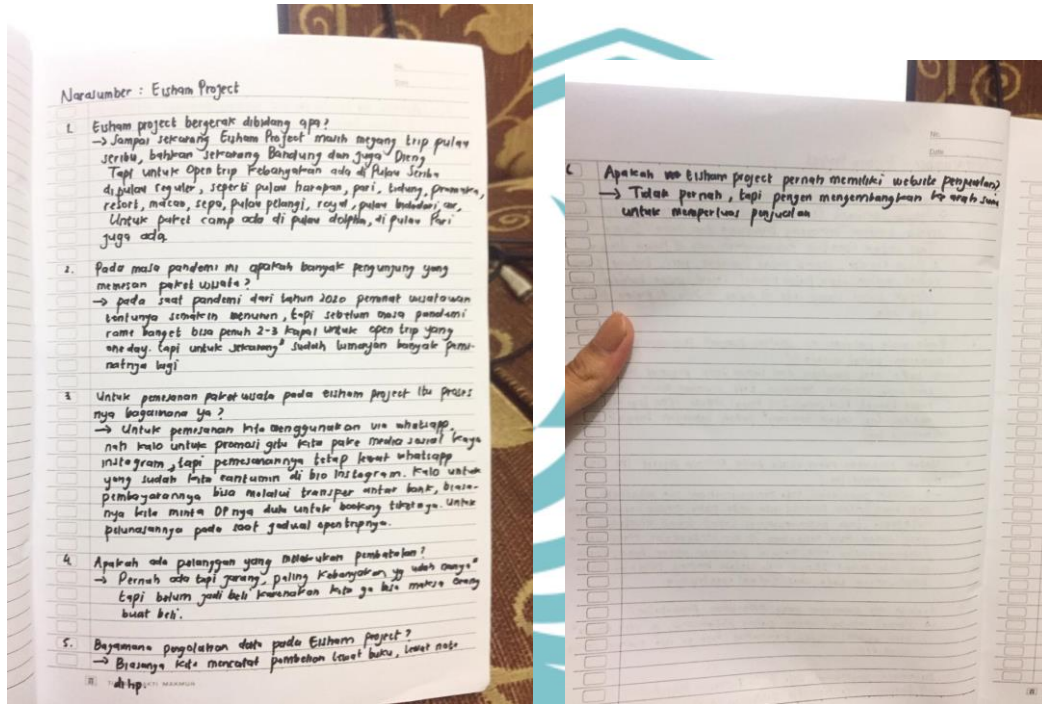 No.
Date
Narasumber : Eisham Project
1. Eisham project bergerak dibidang apa?
→ Sampai sekarang Eisham Project masih megang trip pulau
seribu, bahkan sekarang Bandung dan juga Dieng
Tapi untuk Open trip kebanyakan ada di Pulau Seribu
di pulau reguler, seperti pulau harapan, pari, tidung, pramuka,
resort, macan, sepa, pulau pelangi, royal, pulau bidadari,
Untuk paket camp ada di pulau dolphin, di pulau Pari
juga ada.
2. Pada masa pandemi ini apakah banyak pengunjung yang
memesan paket wisata?
→ pada saat pandemi dari tahun 2020 peminat wisatawan
tentunya semakin menurun, tapi sebelum masa pandemi
rame banget bisa penuh 2-3 kapal untuk open trip yang
one day. tapi untuk sekarang" sudah lumayan banyak pemi-
natnya lagi
3 Untuk pemesanan paket wisata pada eisham project itu proses
nya bagaimana ya?
→ Untuk pemesanan kita menggunakan via whatsapp.
nah kalo untuk promosi gitu kita pake media sosial kaya
instagram, tapi pemesanannya tetap lewat whatsapp
yang sudah kita cantumin di bio Instagram. Kalo untuk
pembayarannya bisa melalui transper antar bank, biasa-
nya kita minta DP nya dulu untuk booking tiketnya. Untuk
pelunasannya pada saat jadwal open tripnya.
4 Apakah ada pelanggan yang melakukan pembatalan?
→ Pernah ada tapi jarang, paling kebanyakan yg udah nanya"
tapi belum jadi beli karenakan kita ga bisa maksa orang
buat beli.
5. Bagaimana pengolahan data pada Eisham project?
→ Biasanya kita mencatat pembelian lewat buku, lewat note
di hp.
MAKMUR
No.
Date
Apakah eisham project pernah memiliki website penjualan?
→ Tidak pernah, tapi pengen mengembangkan ke arah sana
untuk memperluas penjualan